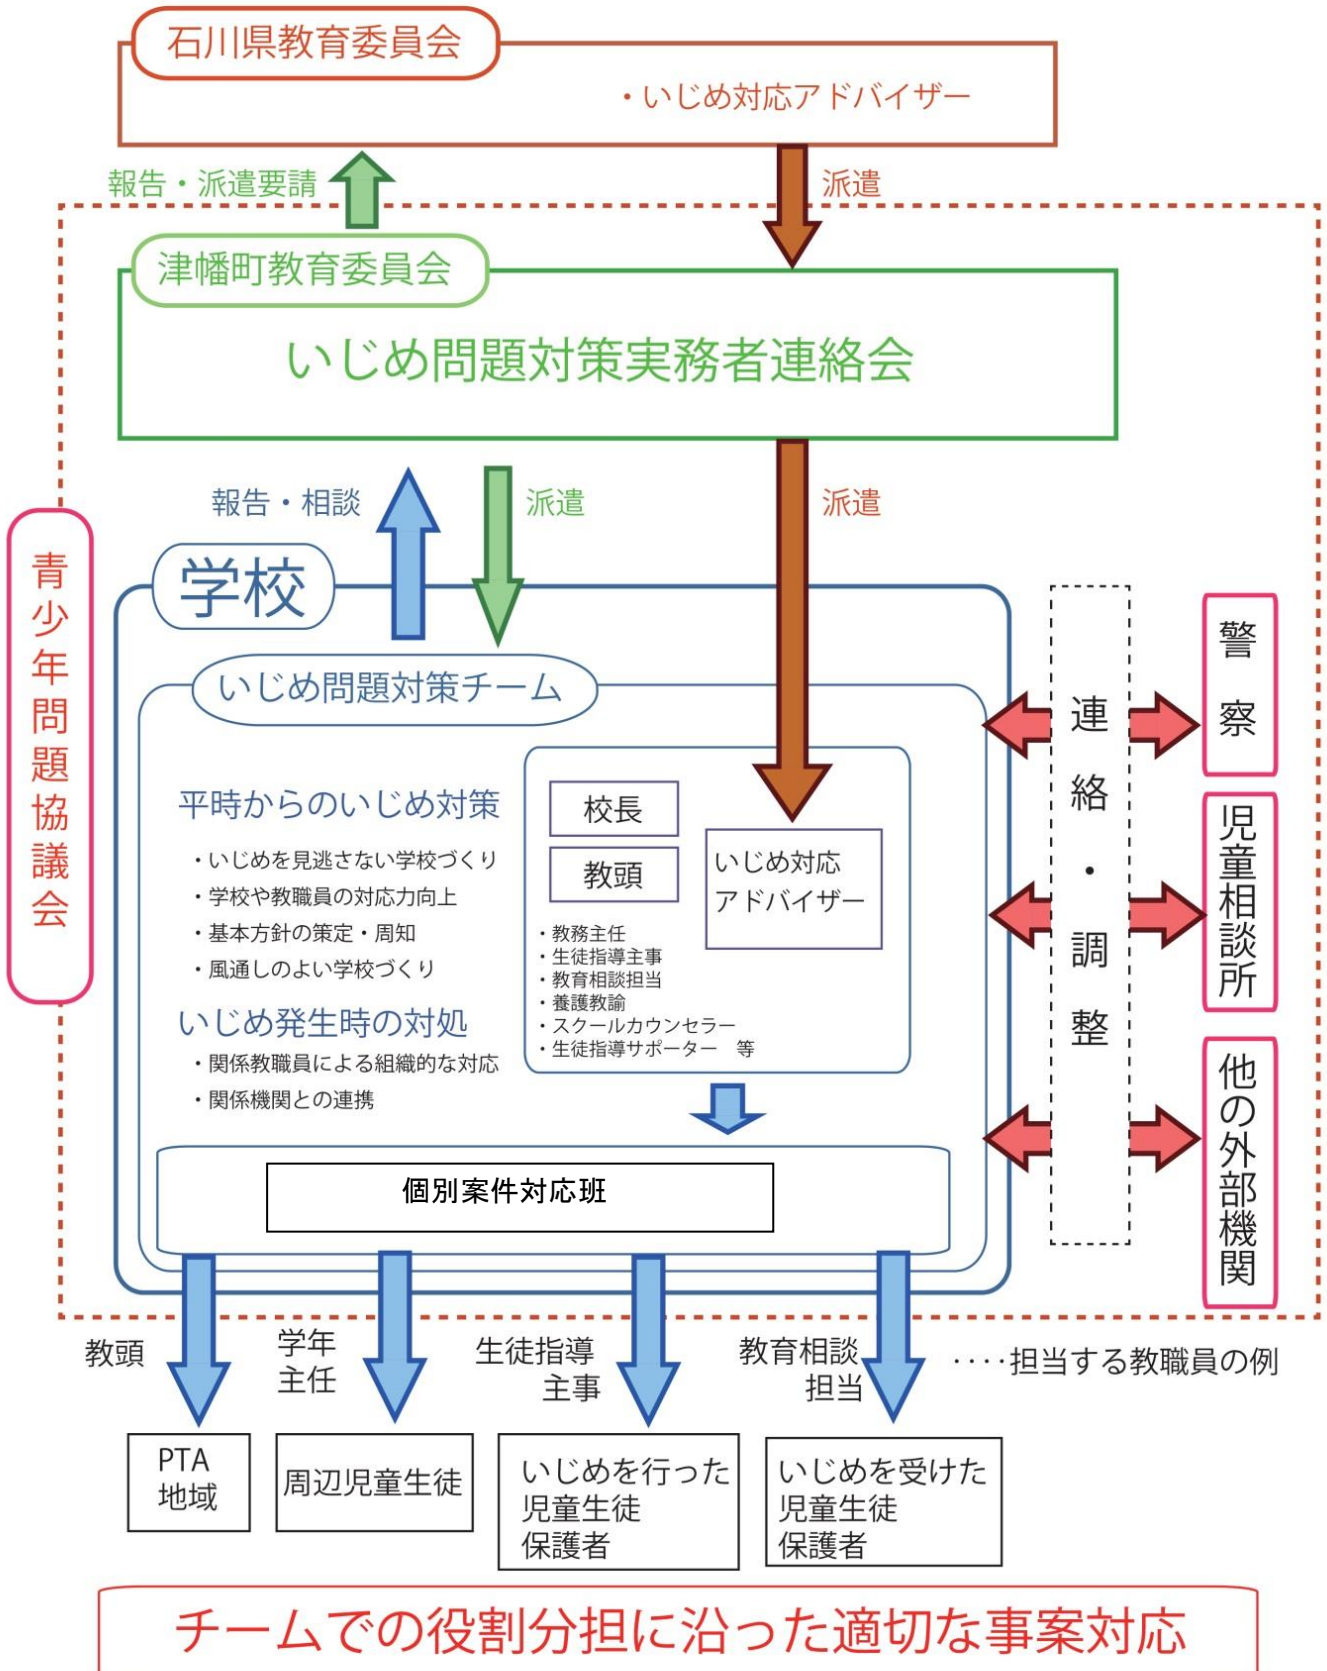 石川県教育委員会
・いじめ対応アドバイザー
報告・派遣要請
派遣
津幡町教育委員会
いじめ問題対策実務者連絡会
報告・相談
派遣
派遣
青少年問題協議会
学校
いじめ問題対策チーム
平時からのいじめ対策
・いじめを見逃さない学校づくり
・学校や教職員の対応力向上
・基本方針の策定・周知
・風通しのよい学校づくり
いじめ発生時の対処
・関係教職員による組織的な対応
・関係機関との連携
校長
教頭
いじめ対応
アドバイザー
・教務主任
・生徒指導主事
・教育相談担当
・養護教諭
・スクールカウンセラー
・生徒指導サポーター　等
連絡・調整
警察
児童相談所
他の外部機関
個別案件対応班
教頭
学年
主任
生徒指導
主事
教育相談
担当
‥‥担当する教職員の例
PTA
地域
周辺児童生徒
いじめを行った
児童生徒
保護者
いじめを受けた
児童生徒
保護者
チームでの役割分担に沿った適切な事案対応